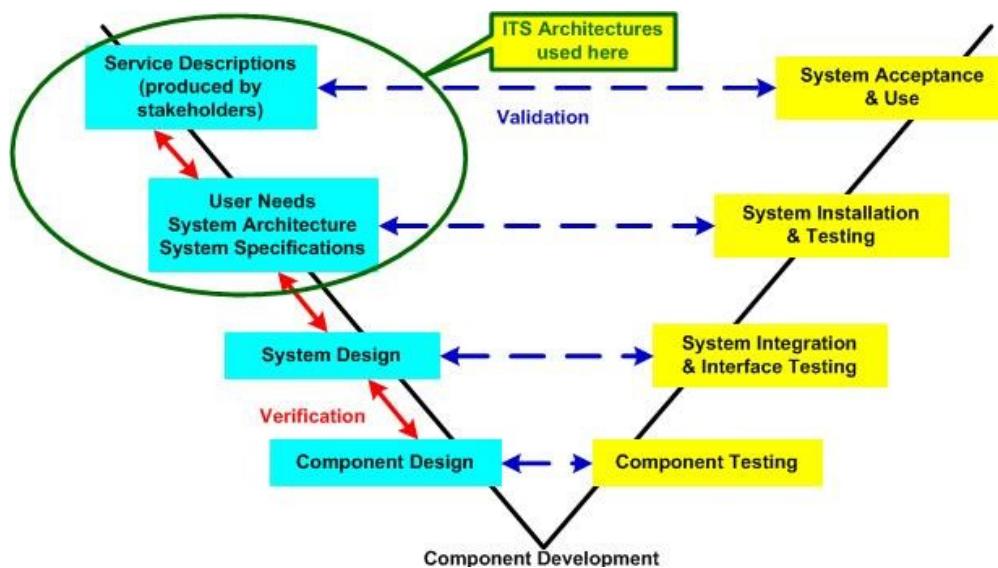 ITS Architectures
used here
Service Descriptions
(produced by
stakeholders)
System Acceptance
& Use
Validation
User Needs
System Architecture
System Specifications
System Installation
& Testing
System Design
System Integration
& Interface Testing
Verification
Component Design
Component Testing
Component Development